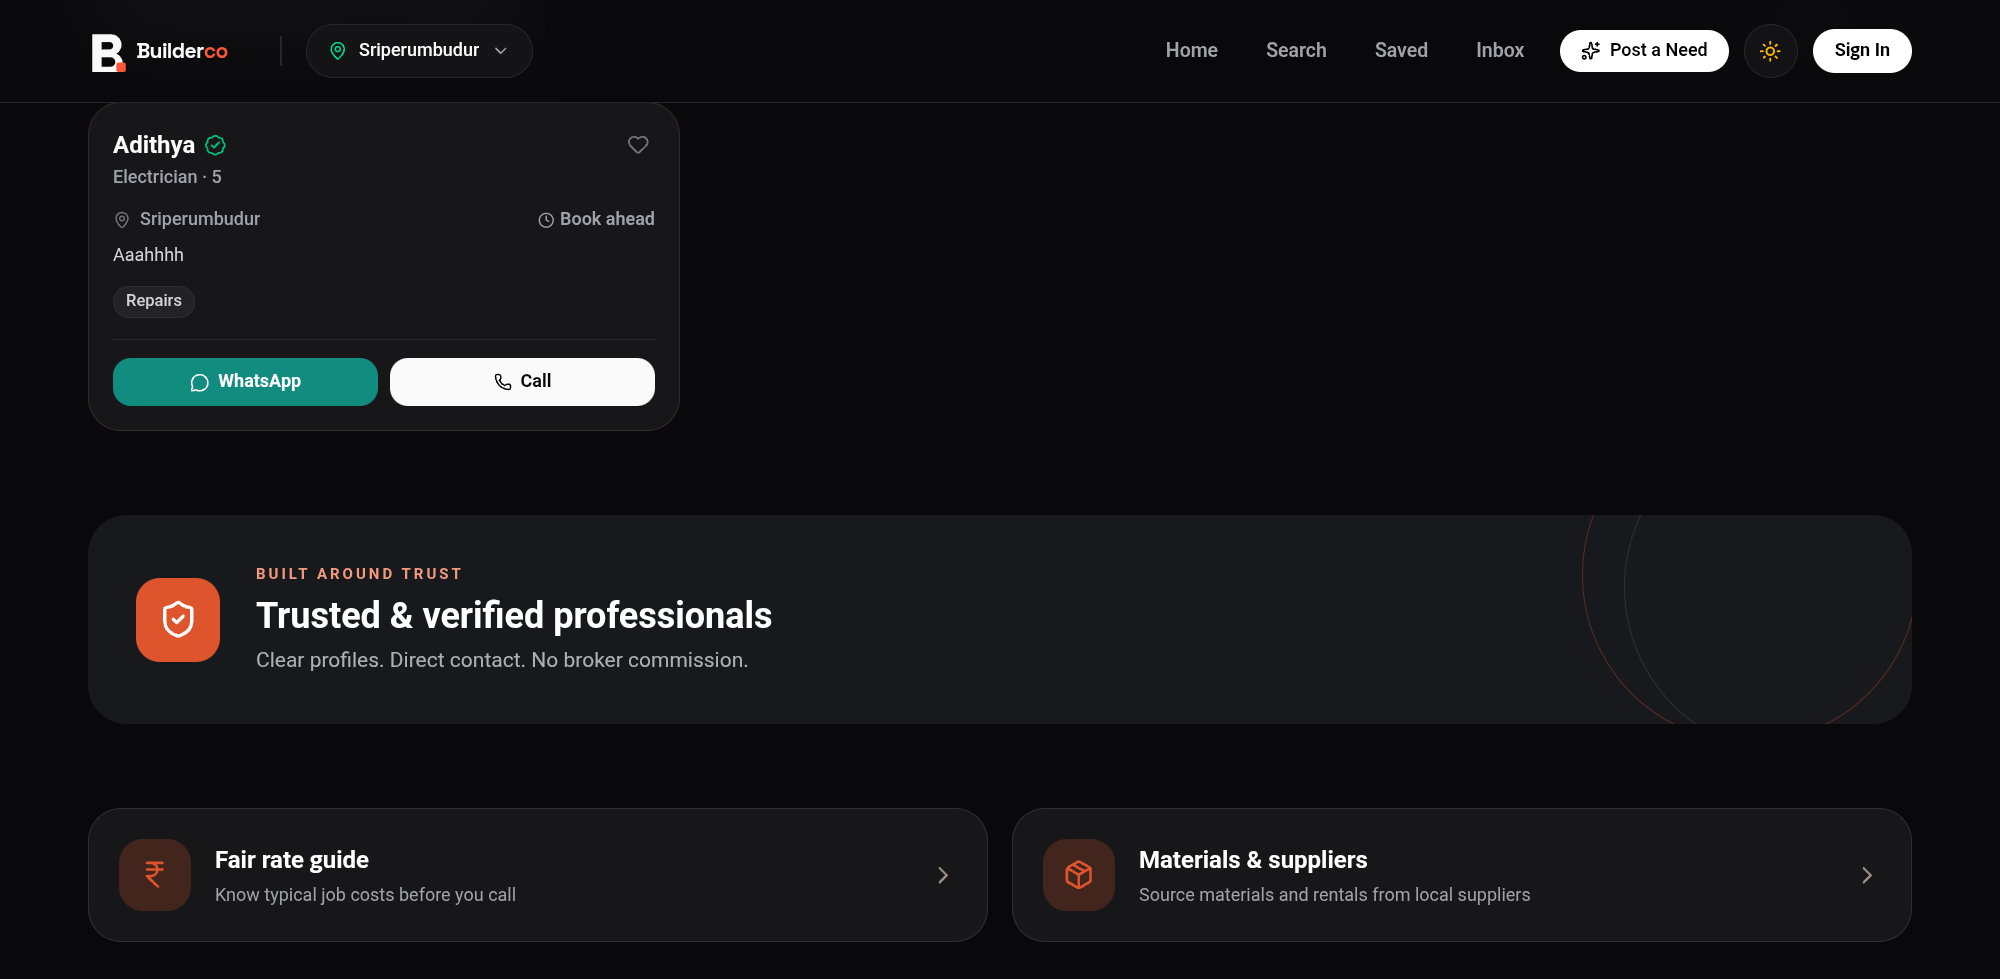 Builderco
Sriperumbudur
Home
Search
Saved
Inbox
Post a Need
Sign In
Adithya
Electrician · 5
Sriperumbudur
Book ahead
Aaahhhh
Repairs
WhatsApp
Call
BUILT AROUND TRUST
Trusted & verified professionals
Clear profiles. Direct contact. No broker commission.
Fair rate guide
Know typical job costs before you call
Materials & suppliers
Source materials and rentals from local suppliers